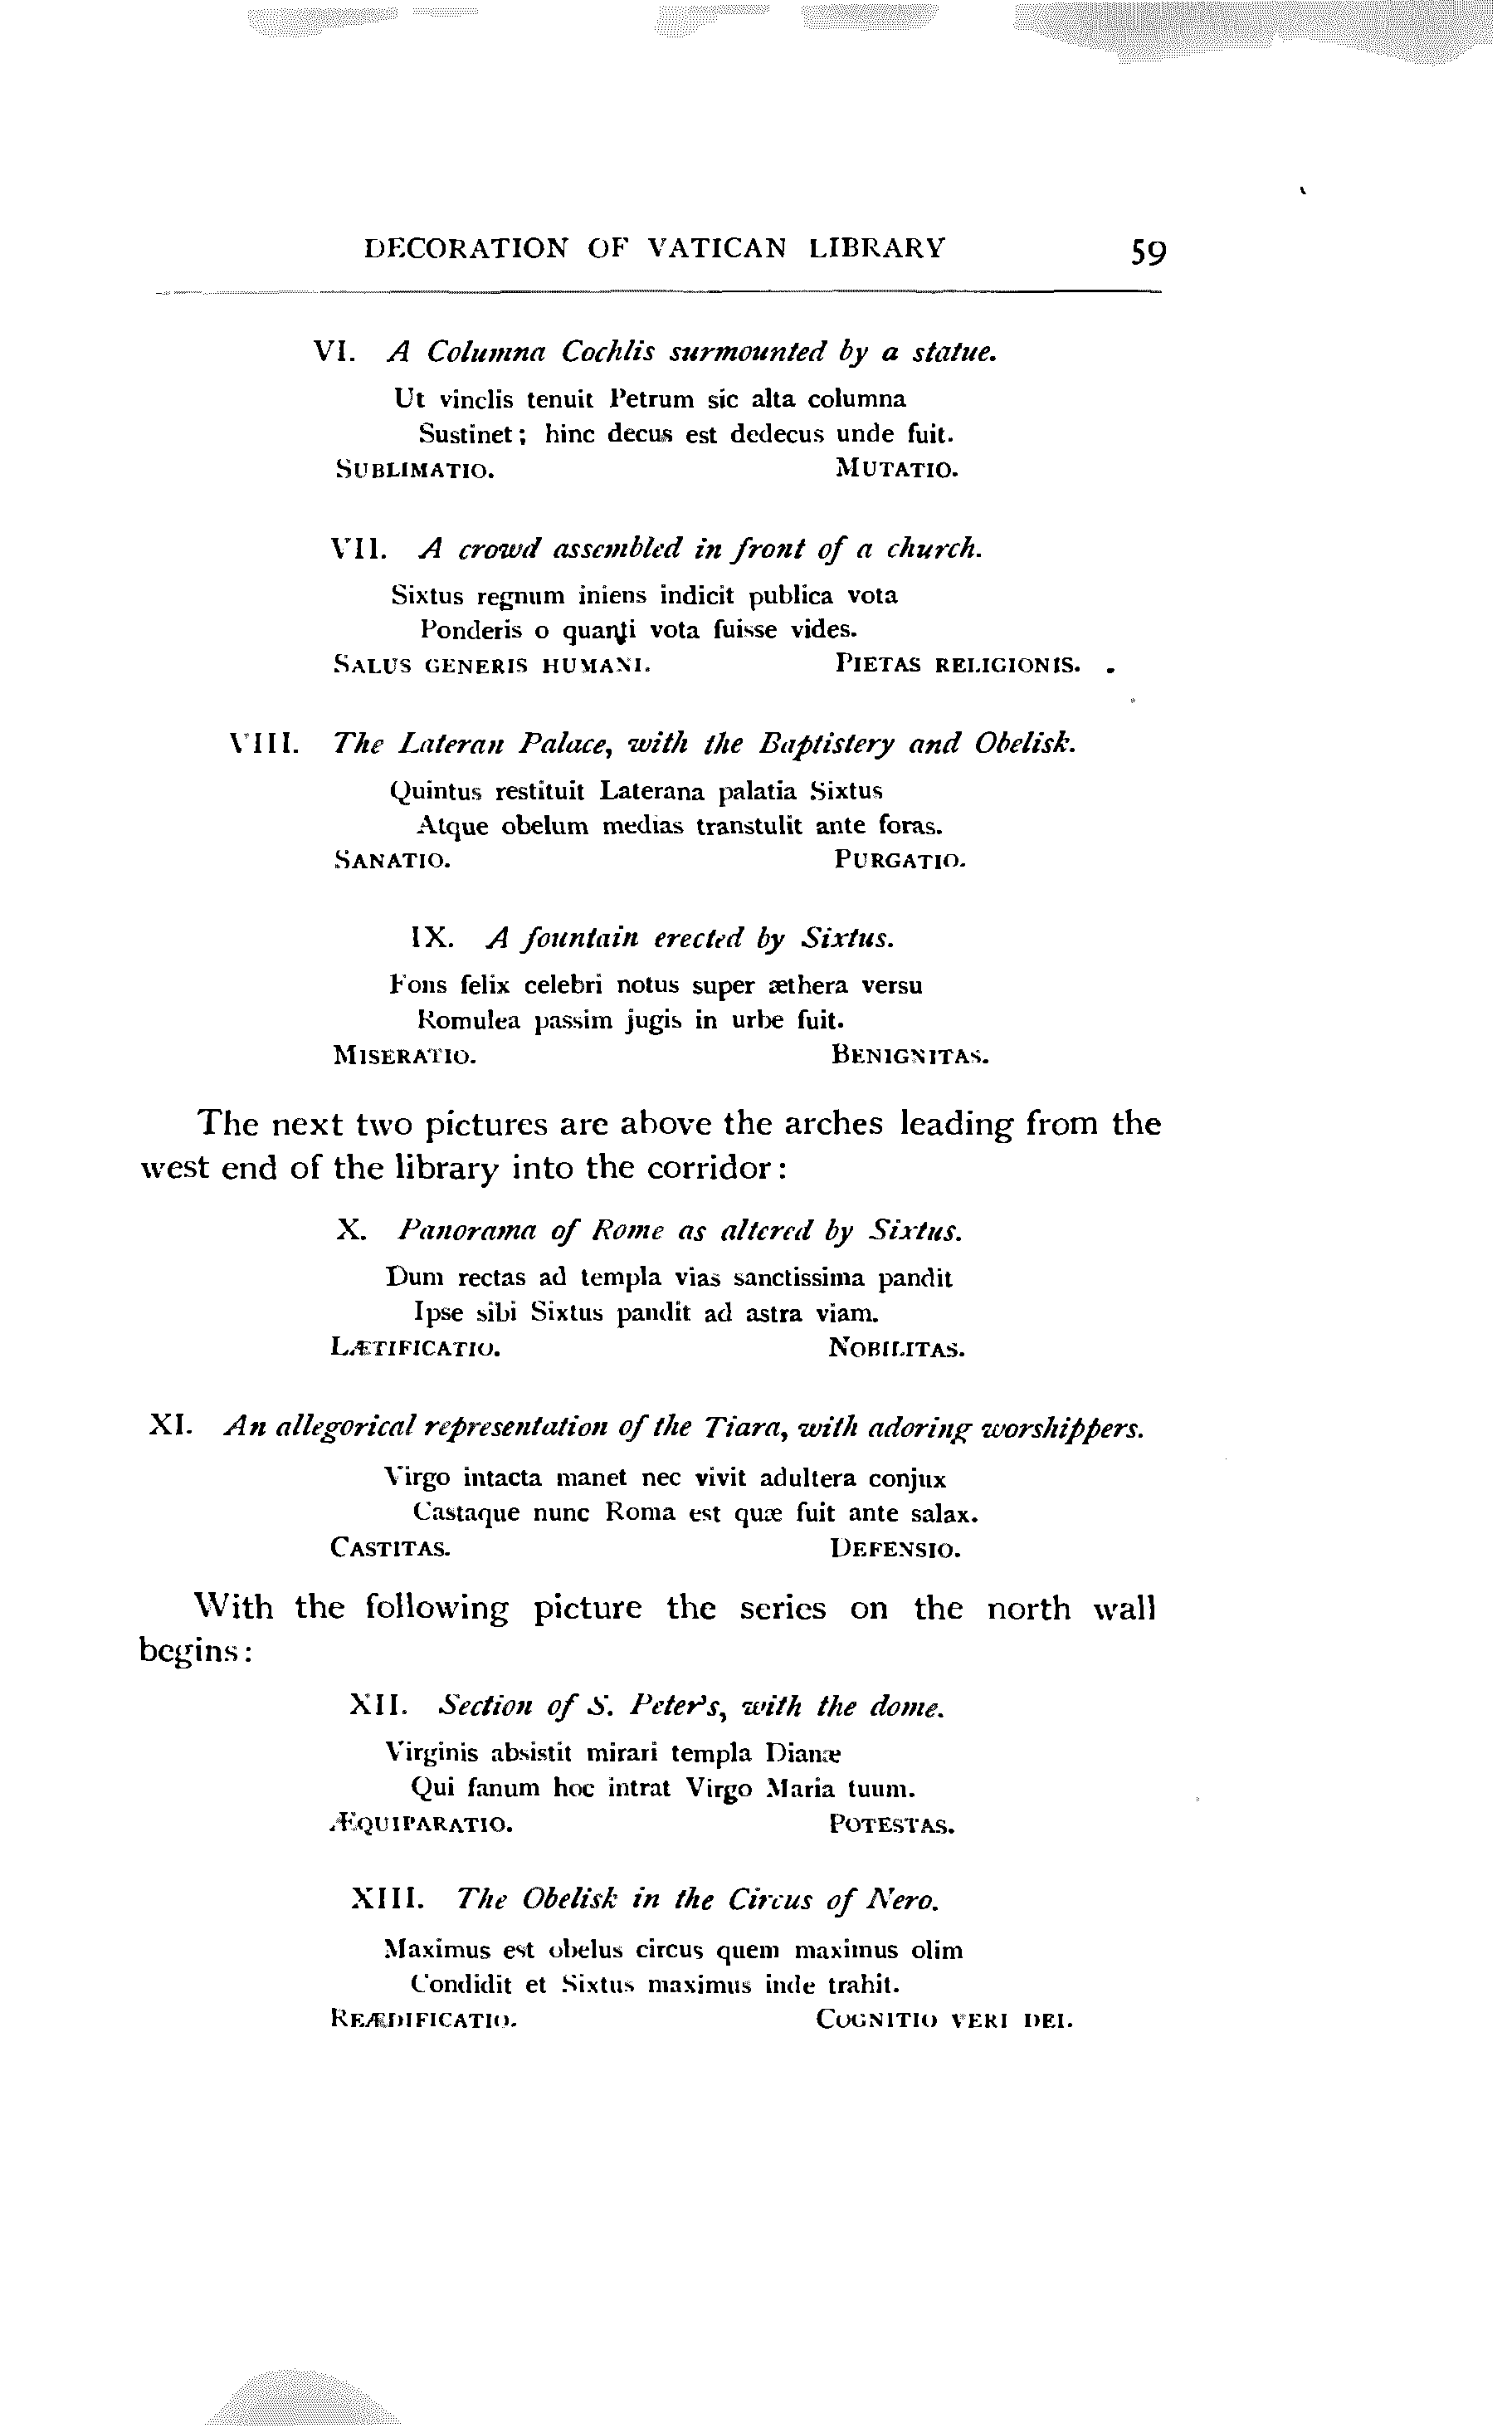 DECORATION OF VATICAN LIBRARY 59
VI. A Columna Cochlis surmounted by a statue.
Ut vinclis tenuit Petrum sic alta columna
Sustinet; hinc decus est dedecus unde fuit.
SUBLIMATIO. MUTATIO.
VII. A crowd assembled in front of a church.
Sixtus regnum iniens indicit publica vota
Ponderis o quanti vota fuisse vides.
SALUS GENERIS HUMANI. PIETAS RELIGIONIS.
VIII. The Lateran Palace, with the Baptistery and Obelisk.
Quintus restituit Laterana palatia Sixtus
Atque obelum medias transtulit ante foras.
SANATIO. PURGATIO.
IX. A fountain erected by Sixtus.
Fons felix celebri notus super æthera versu
Romulea passim jugis in urbe fuit.
MISERATIO. BENIGNITAS.
The next two pictures are above the arches leading from the
west end of the library into the corridor:
X. Panorama of Rome as altered by Sixtus.
Dum rectas ad templa vias sanctissima pandit
Ipse sibi Sixtus pandit ad astra viam.
LÆTIFICATIO. NOBILITAS.
XI. An allegorical representation of the Tiara, with adoring worshippers.
Virgo intacta manet nec vivit adultera conjux
Castaque nunc Roma est quæ fuit ante salax.
CASTITAS. DEFENSIO.
With the following picture the series on the north wall
begins:
XII. Section of S. Peter's, with the dome.
Virginis absistit mirari templa Dianæ
Qui fanum hoc intrat Virgo Maria tuum.
ÆQUIPARATIO. POTESTAS.
XIII. The Obelisk in the Circus of Nero.
Maximus est obelus circus quem maximus olim
Condidit et Sixtus maximus inde trahit.
REÆDIFICATIO. COGNITIO VERI DEI.